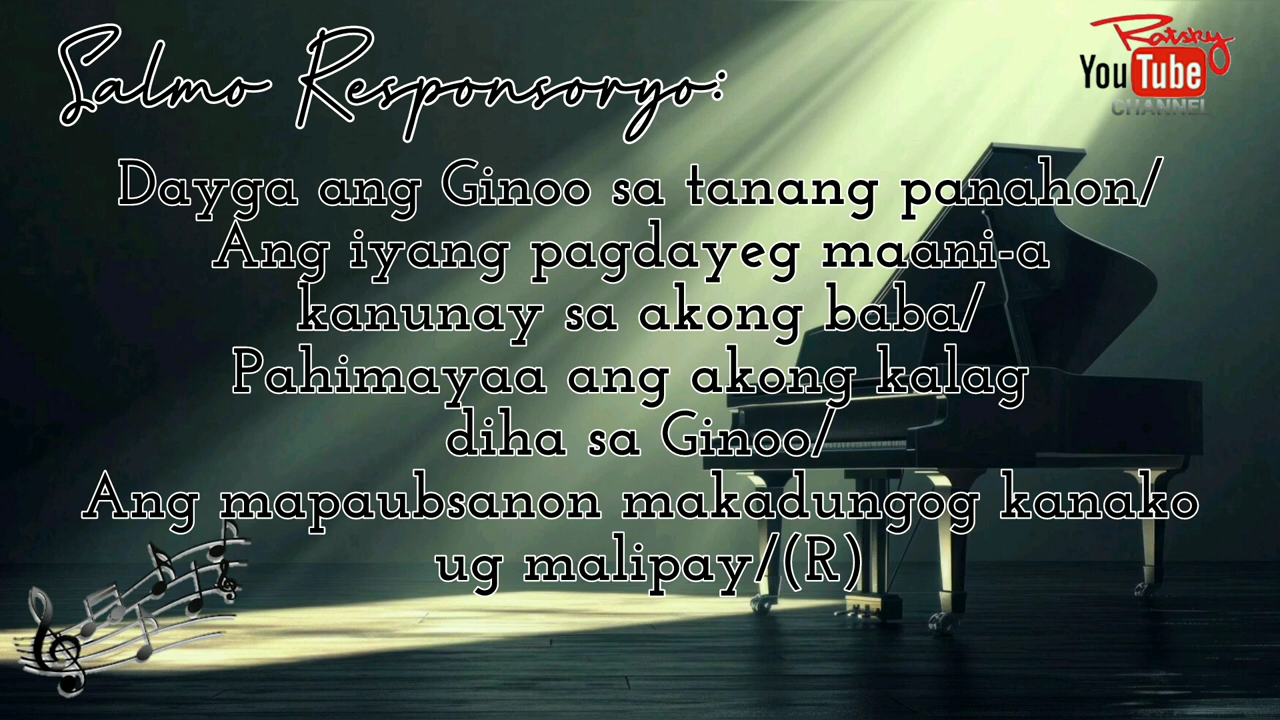 Salmo Responsoryo:
Ratsky
YouTube
CHANNEL
Dayga ang Ginoo sa tanang panahon/
Ang iyang pagdayeg maani-a
kanunay sa akong baba/
Pahimayaa ang akong kalag
diha sa Ginoo/
Ang mapaubsanon makadungog kanako
ug malipay/(R)